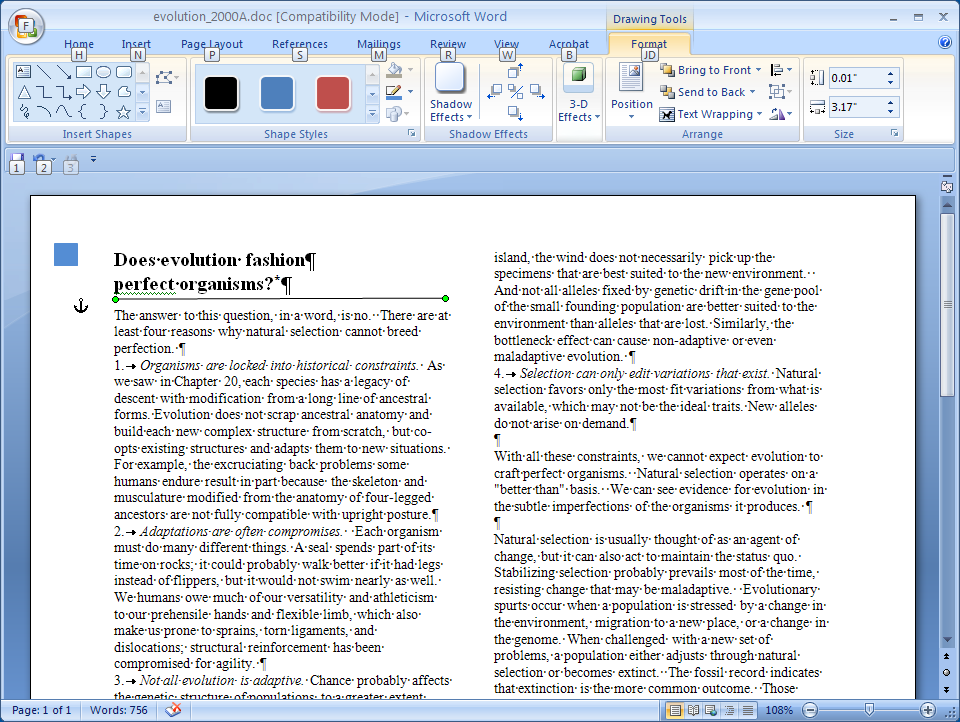 evolution_2000A.doc [Compatibility Mode] - Microsoft Word
Drawing Tools
F
Home Insert Page Layout References Mailings Review View Acrobat Format
H N P S M R W B JD
Shadow Effects
3-D Effects
Position
Bring to Front
Send to Back
Text Wrapping
0.01"
3.17"
Insert Shapes Shape Styles Shadow Effects Arrange Size
1 2 3
Does evolution fashion¶
perfect organisms?*¶
The answer to this question, in a word, is no. There are at
least four reasons why natural selection cannot breed
perfection. ¶
1. → Organisms are locked into historical constraints. As
we saw in Chapter 20, each species has a legacy of
descent with modification from a long line of ancestral
forms. Evolution does not scrap ancestral anatomy and
build each new complex structure from scratch, but co-
opts existing structures and adapts them to new situations.
For example, the excruciating back problems some
humans endure result in part because the skeleton and
musculature modified from the anatomy of four-legged
ancestors are not fully compatible with upright posture.¶
2. → Adaptations are often compromises. Each organism
must do many different things. A seal spends part of its
time on rocks; it could probably walk better if it had legs
instead of flippers, but it would not swim nearly as well.
We humans owe much of our versatility and athleticism
to our prehensile hands and flexible limb, which also
make us prone to sprains, torn ligaments, and
dislocations; structural reinforcement has been
compromised for agility. ¶
3. → Not all evolution is adaptive. Chance probably affects
the genetic structure of populations to a greater extent
island, the wind does not necessarily pick up the
specimens that are best suited to the new environment.
And not all alleles fixed by genetic drift in the gene pool
of the small founding population are better suited to the
environment than alleles that are lost. Similarly, the
bottleneck effect can cause non-adaptive or even
maladaptive evolution. ¶
4. → Selection can only edit variations that exist. Natural
selection favors only the most fit variations from what is
available, which may not be the ideal traits. New alleles
do not arise on demand.¶
¶
With all these constraints, we cannot expect evolution to
craft perfect organisms. Natural selection operates on a
"better than" basis. We can see evidence for evolution in
the subtle imperfections of the organisms it produces. ¶
¶
Natural selection is usually thought of as an agent of
change, but it can also act to maintain the status quo.
Stabilizing selection probably prevails most of the time,
resisting change that may be maladaptive. Evolutionary
spurts occur when a population is stressed by a change in
the environment, migration to a new place, or a change in
the genome. When challenged with a new set of
problems, a population either adjusts through natural
selection or becomes extinct. The fossil record indicates
that extinction is the more common outcome. Those
Page: 1 of 1 Words: 756 108%